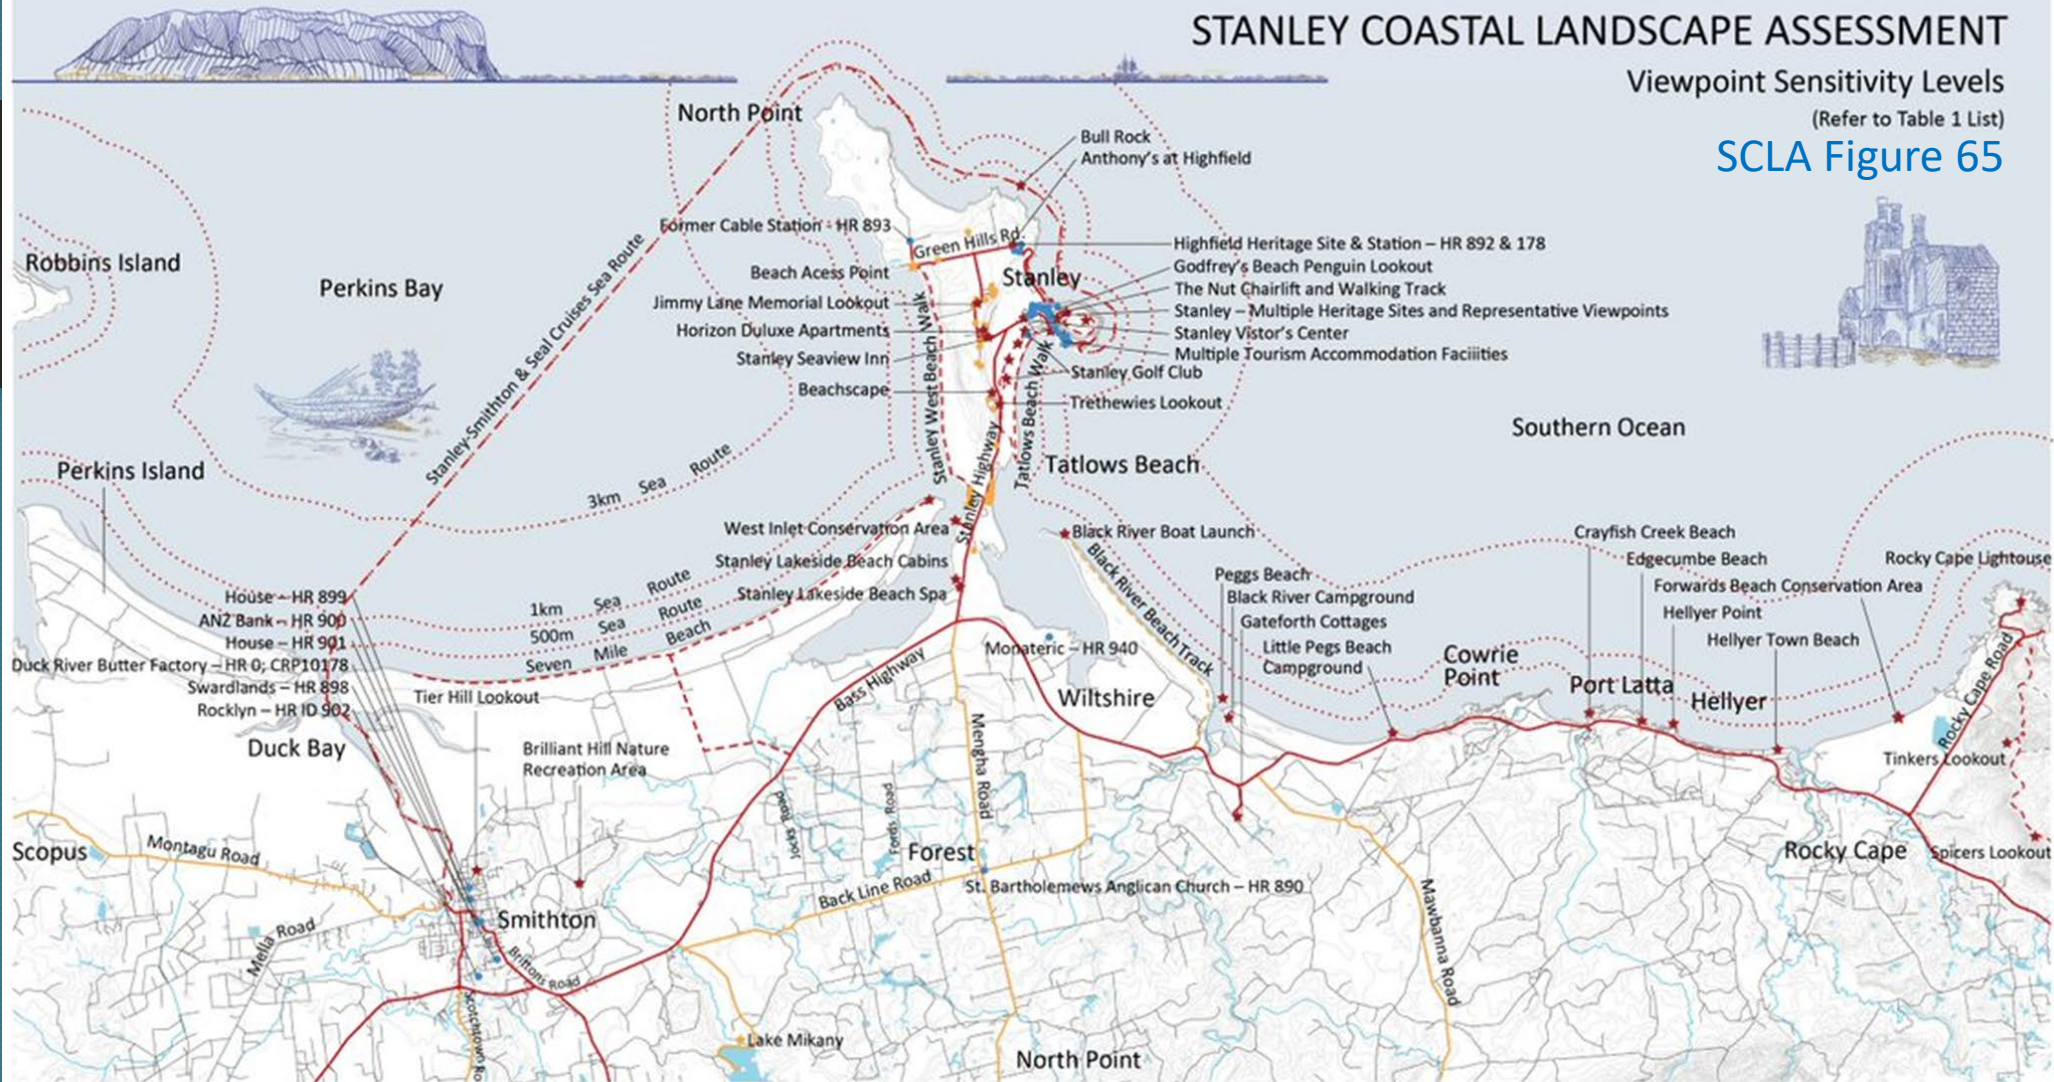 STANLEY COASTAL LANDSCAPE ASSESSMENT
Viewpoint Sensitivity Levels
(Refer to Table 1 List)
SCLA Figure 65
North Point
Bull Rock
Anthony's at Highfield
Former Cable Station - HR 893
Green Hills Rd.
Highfield Heritage Site & Station – HR 892 & 178
Robbins Island
Perkins Bay
Beach Acess Point
Stanley
Godfrey's Beach Penguin Lookout
The Nut Chairlift and Walking Track
Jimmy Lane Memorial Lookout
Stanley – Multiple Heritage Sites and Representative Viewpoints
Horizon Duluxe Apartments
Stanley Vistor's Center
Stanley Seaview Inn
Multiple Tourism Accommodation Faciiities
Stanley Golf Club
Beachscape
Trethewies Lookout
Stanley-Smithton & Seal Cruises Sea Route
Stanley West Beach Walk
Tatlows Beach Walk
Stanley Highway
Southern Ocean
Perkins Island
3km Sea Route
Tatlows Beach
West Inlet Conservation Area
Black River Boat Launch
Crayfish Creek Beach
Stanley Lakeside Beach Cabins
Edgecumbe Beach
Rocky Cape Lightouse
Peggs Beach
Forwards Beach Conservation Area
Stanley Lakeside Beach Spa
Black River Campground
House – HR 899
1km Sea Route
Hellyer Point
AN2 Bank – HR 900
500m Sea Route
Gateforth Cottages
House – HR 901
Seven Mile Beach
Black River Beach Track
Monateric – HR 940
Little Pegs Beach
Campground
Hellyer Town Beach
Duck River Butter Factory – HR 0; CRP10178
Swardlands – HR 898
Rocklyn – HR ID 902
Tier Hill Lookout
Bass Highway
Wiltshire
Cowrie
Point
Port Latta
Hellyer
Rocky Cape Road
Duck Bay
Brilliant Hill Nature
Recreation Area
Mengha Road
Tinkers Lookout
Jocks Road
Fords Road
Scopus
Montagu Road
Forest
Rocky Cape
Spicers Lookout
Back Line Road
St. Bartholemews Anglican Church – HR 890
Mawbanna Road
Smithton
Mella Road
Brittons Road
Scotchtown Ro
Lake Mikany
North Point